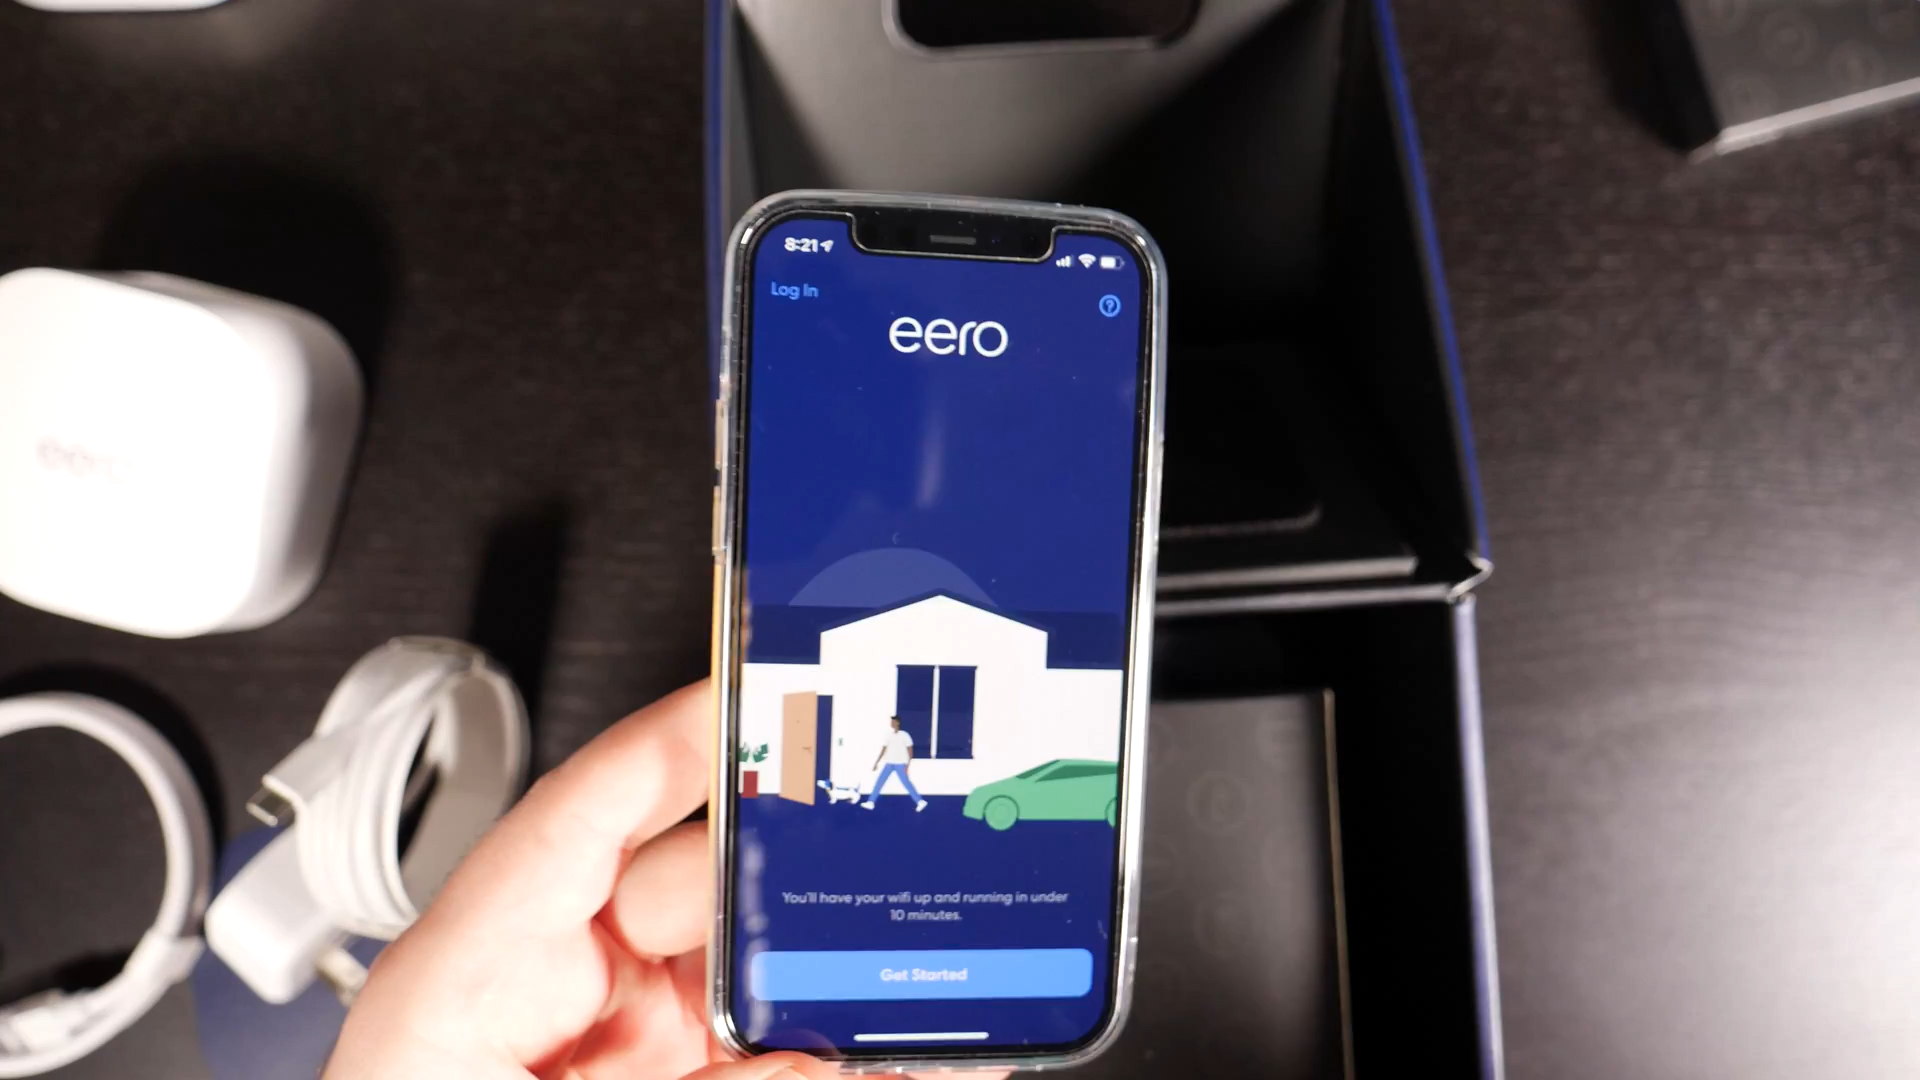 8:21
Log In
eero
You'll have your wifi up and running in under
10 minutes.
Get Started
eero